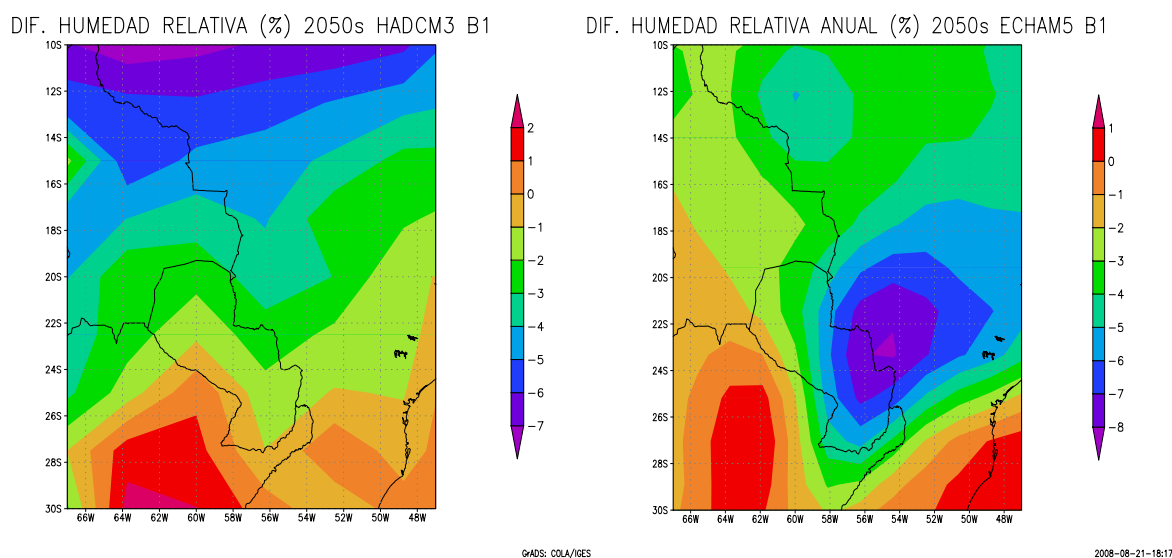 DIF. HUMEDAD RELATIVA (%) 2050s HADCM3 B1
10S
12S
14S
16S
18S
20S
22S
24S
26S
28S
30S
66W 64W 62W 60W 58W 56W 54W 52W 50W 48W
2
1
0
−1
−2
−3
−4
−5
−6
−7
DIF. HUMEDAD RELATIVA ANUAL (%) 2050s ECHAM5 B1
10S
12S
14S
16S
18S
20S
22S
24S
26S
28S
30S
66W 64W 62W 60W 58W 56W 54W 52W 50W 48W
1
−1
−2
−3
−4
−5
−6
−7
−8
GrADS: COLA/IGES
2008-08-21-18:17